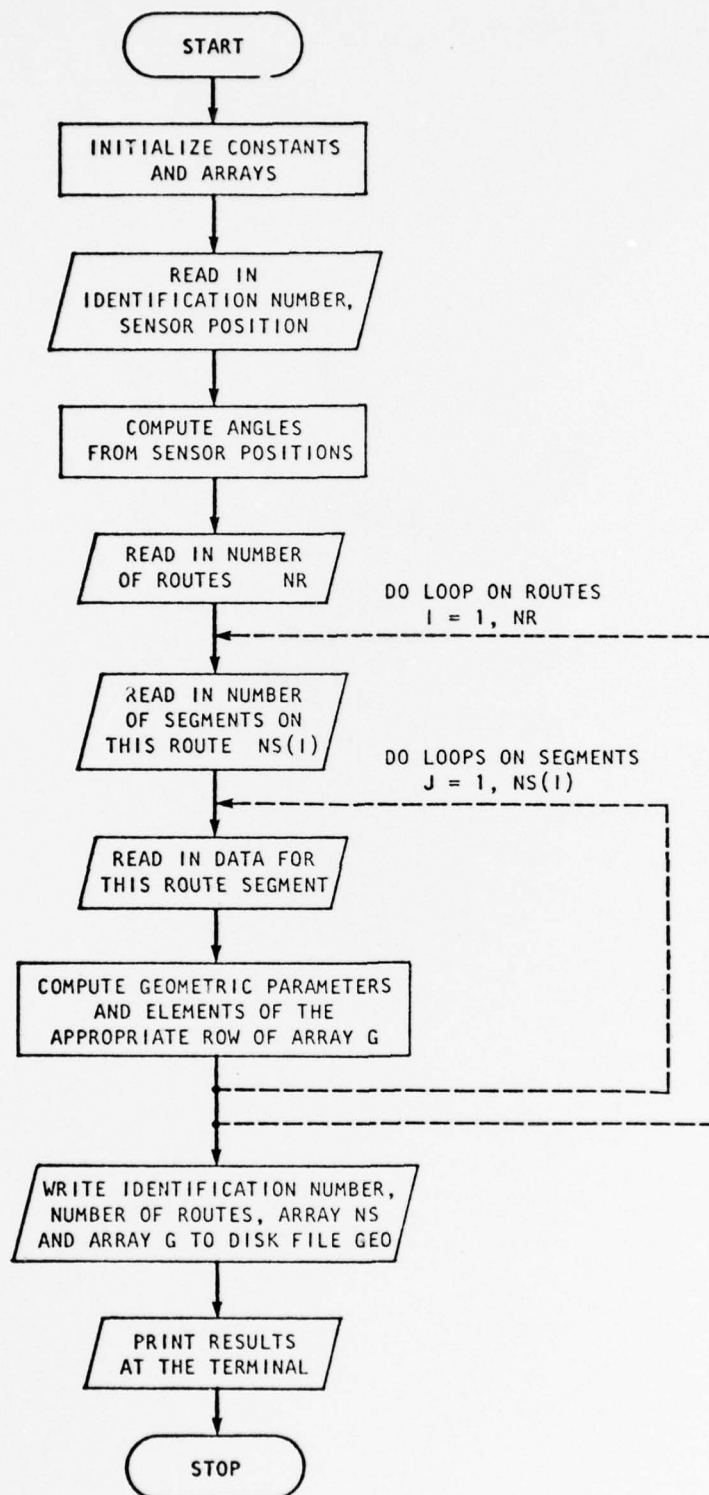 START
INITIALIZE CONSTANTS
AND ARRAYS
READ IN
IDENTIFICATION NUMBER,
SENSOR POSITION
COMPUTE ANGLES
FROM SENSOR POSITIONS
READ IN NUMBER
OF ROUTES NR
DO LOOP ON ROUTES
I = 1, NR
READ IN NUMBER
OF SEGMENTS ON
THIS ROUTE NS(I)
DO LOOPS ON SEGMENTS
J = 1, NS(I)
READ IN DATA FOR
THIS ROUTE SEGMENT
COMPUTE GEOMETRIC PARAMETERS
AND ELEMENTS OF THE
APPROPRIATE ROW OF ARRAY G
WRITE IDENTIFICATION NUMBER,
NUMBER OF ROUTES, ARRAY NS
AND ARRAY G TO DISK FILE GEO
PRINT RESULTS
AT THE TERMINAL
STOP